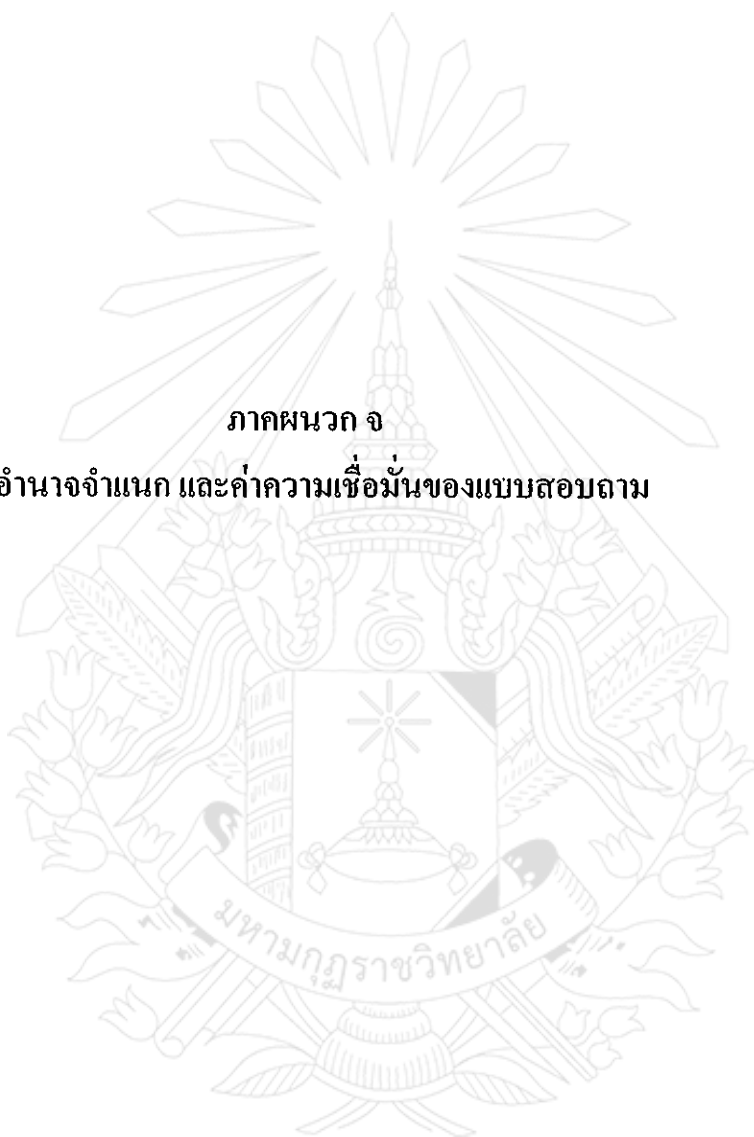 ภาคผนวก จ
อำนาจจำแนก และค่าความเชื่อมั่นของแบบสอบถาม
มหามกุฏราชวิทยาลัย